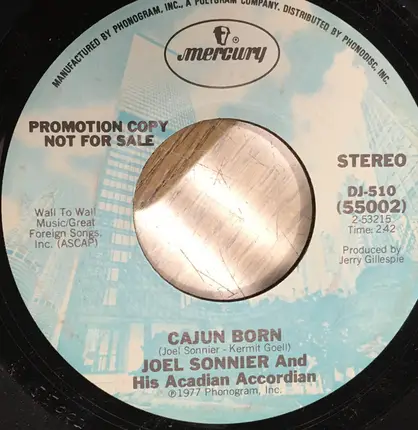 MANUFACTURED BY PHONOGRAM, INC., A POLYGRAM COMPANY. DISTRIBUTED BY PHONODISC, INC.
mercury
PROMOTION COPY
NOT FOR SALE
STEREO
DJ-510
(55002)
2-53215
Time: 2:42
Wall To Wall
Music/Great
Foreign Songs,
Inc. (ASCAP)
Produced by
Jerry Gillespie
CAJUN BORN
(Joel Sonnier - Kermit Goell)
JOEL SONNIER And
His Acadian Accordian
℗1977 Phonogram, Inc.